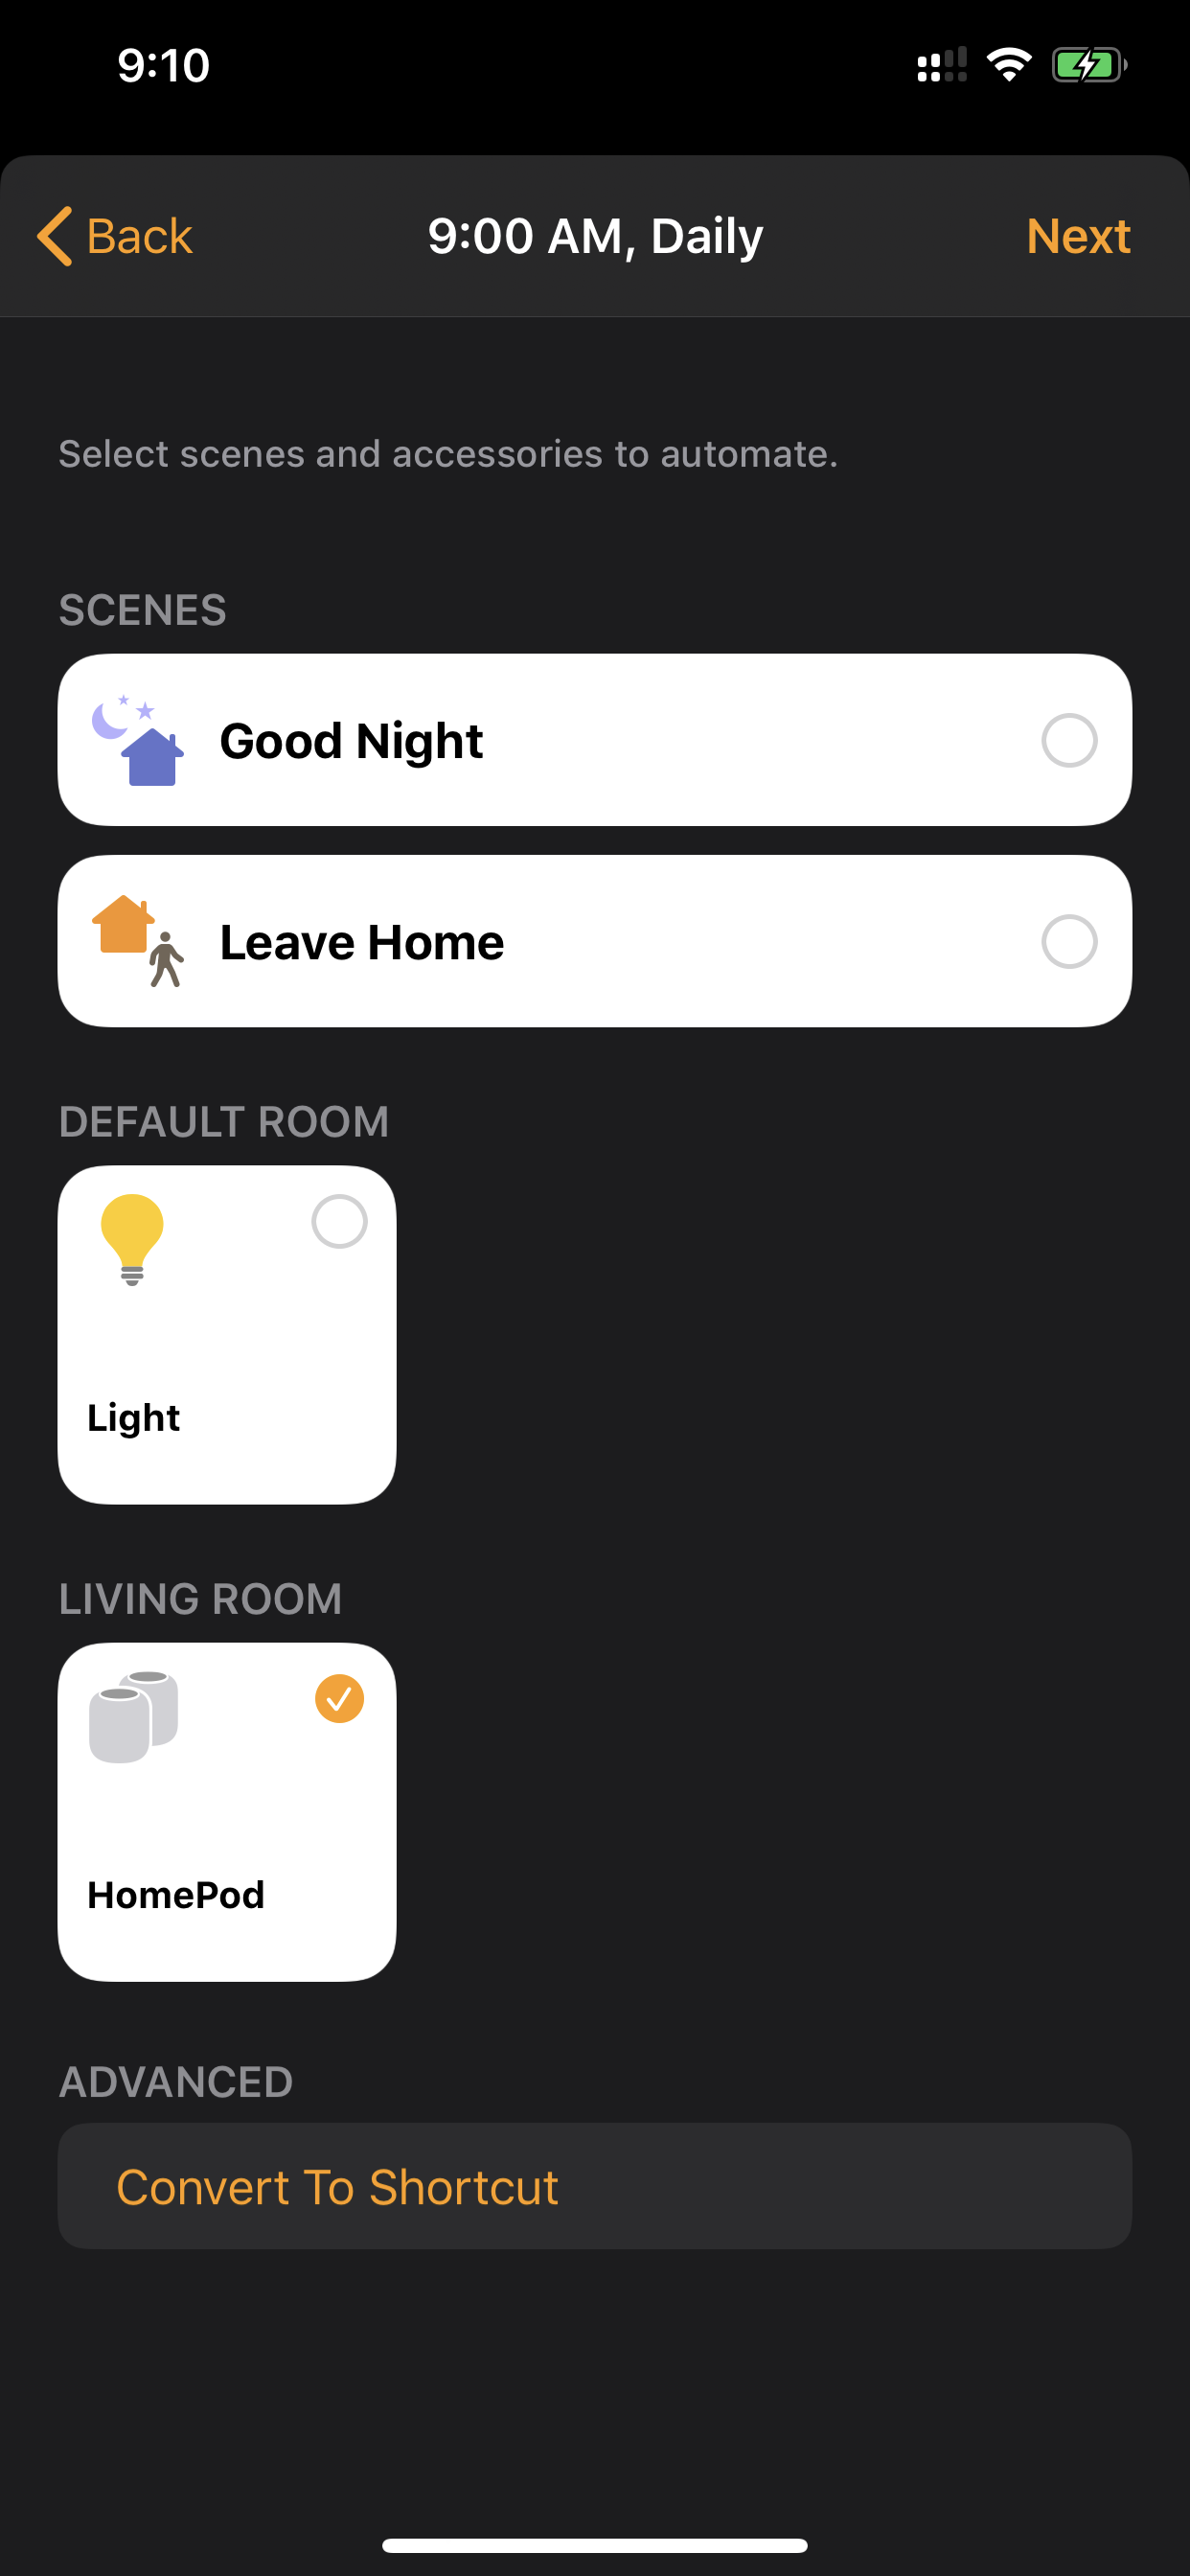 9:10
Back 9:00 AM, Daily Next
Select scenes and accessories to automate.
SCENES
Good Night
Leave Home
DEFAULT ROOM
Light
LIVING ROOM
HomePod
ADVANCED
Convert To Shortcut